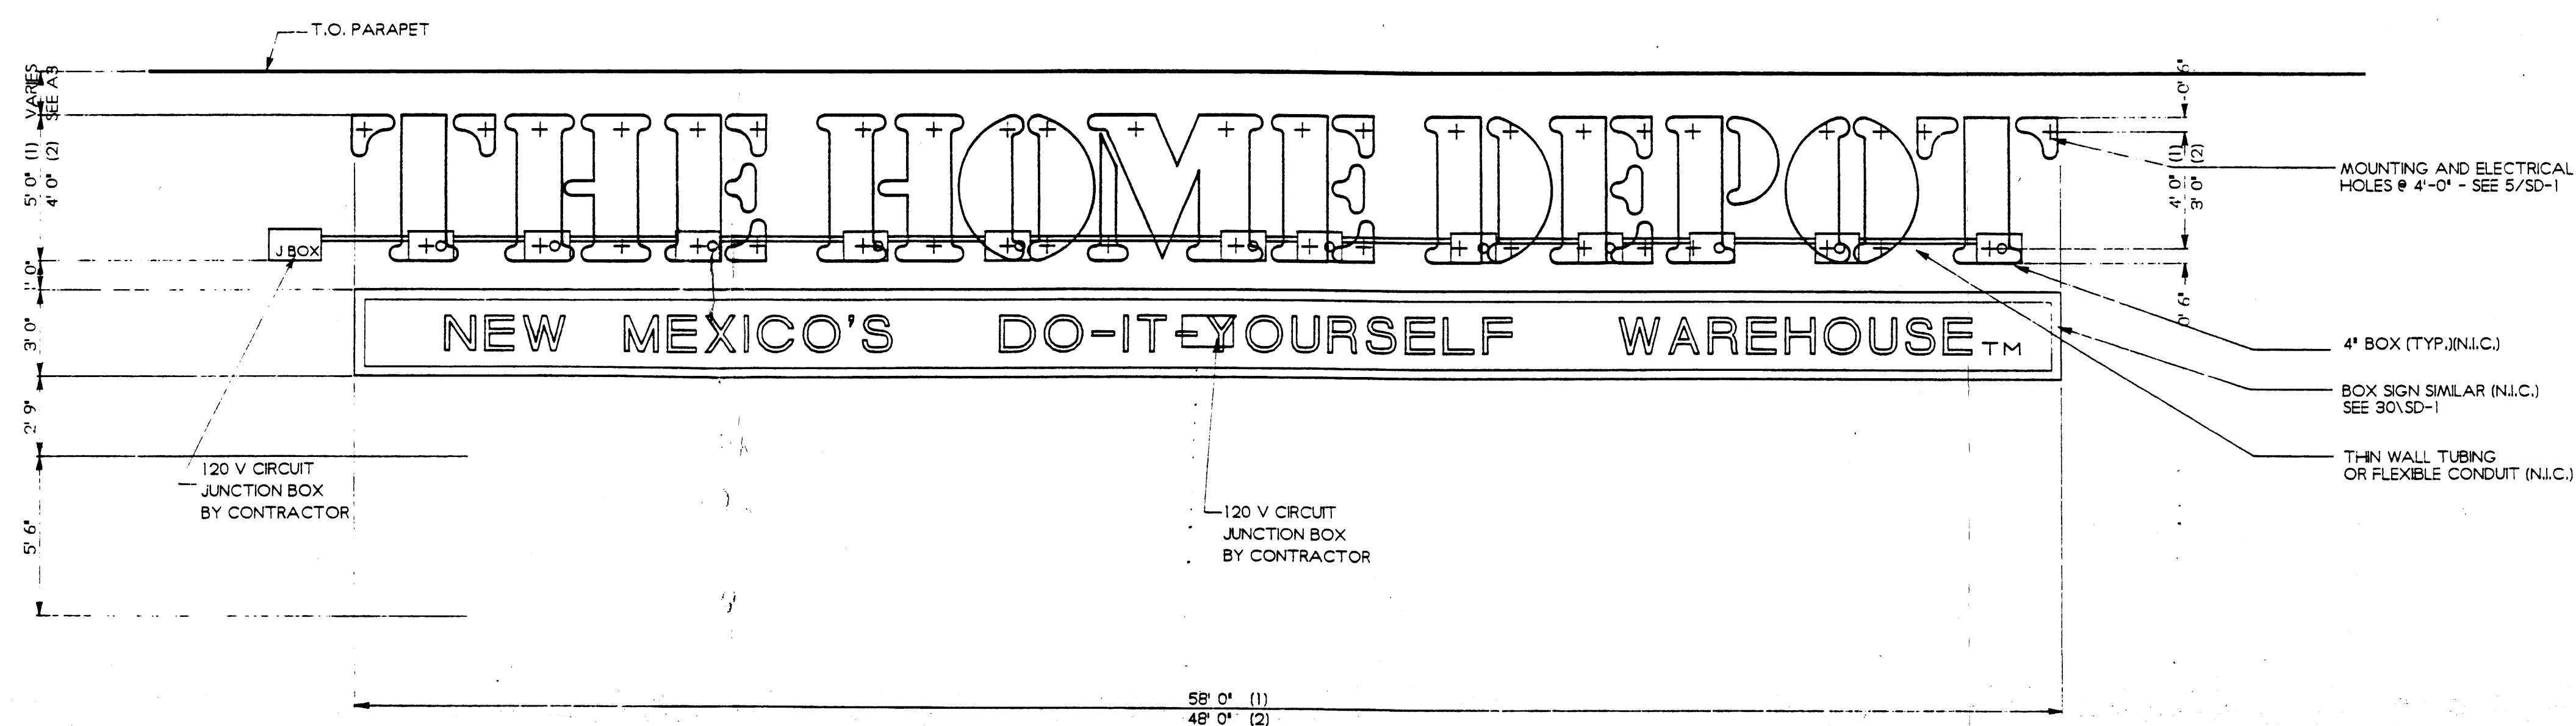 T.O. PARAPET
VARIES
SEE A3
5' 0" (1)
4' 0" (2)
1' 0"
3' 0"
2' 9"
5' 6"
THE HOME DEPOT
J BOX
NEW MEXICO'S DO-IT-YOURSELF WAREHOUSE TM
0' 6"
4' 0" (1)
3' 0" (2)
0' 6"
MOUNTING AND ELECTRICAL
HOLES @ 4'-0" - SEE 5/SD-1
4" BOX (TYP.)(N.I.C.)
BOX SIGN SIMILAR (N.I.C.)
SEE 30\SD-1
THIN WALL TUBING
OR FLEXIBLE CONDUIT (N.I.C.)
120 V CIRCUIT
JUNCTION BOX
BY CONTRACTOR
120 V CIRCUIT
JUNCTION BOX
BY CONTRACTOR
58' 0" (1)
48' 0" (2)